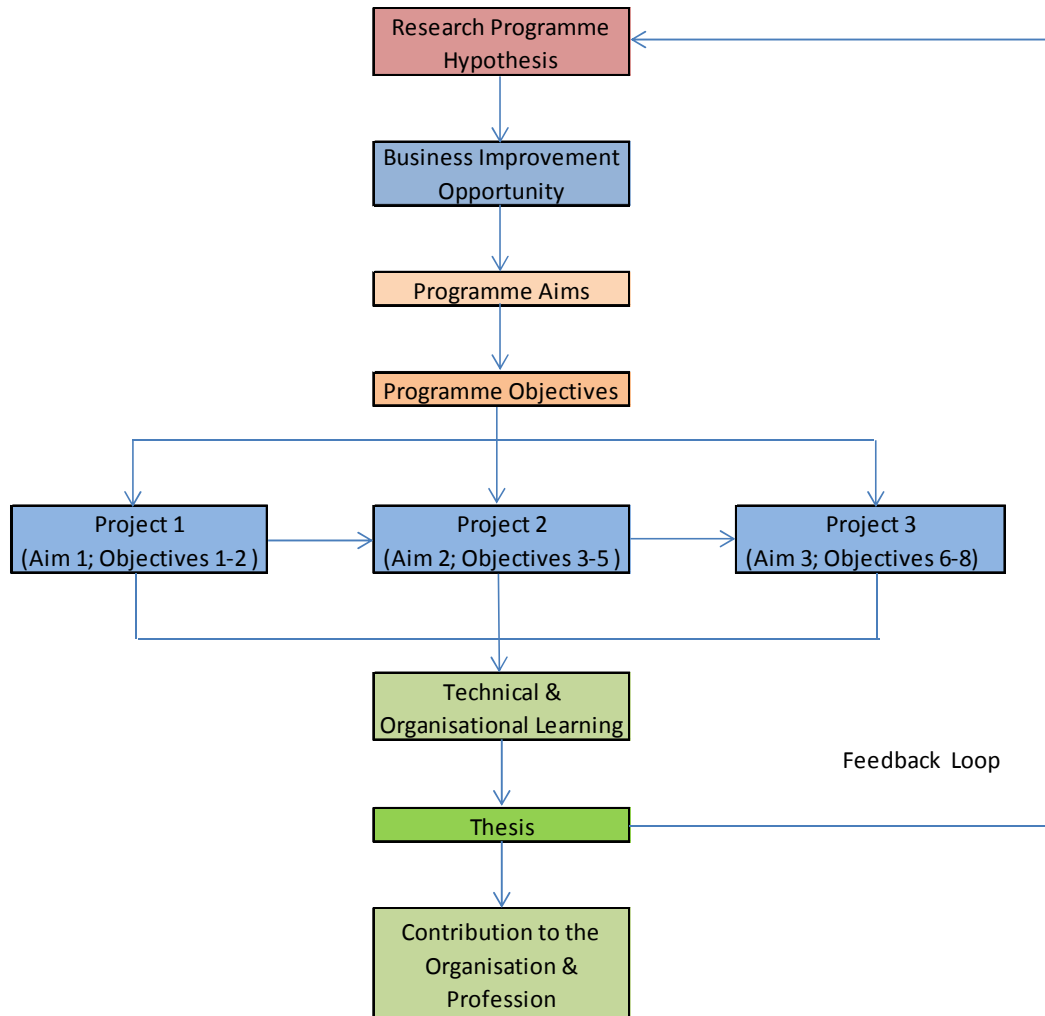 Research Programme
Hypothesis
Business Improvement
Opportunity
Programme Aims
Programme Objectives
Project 1
(Aim 1; Objectives 1-2 )
Project 2
(Aim 2; Objectives 3-5 )
Project 3
(Aim 3; Objectives 6-8)
Technical &
Organisational Learning
Feedback Loop
Thesis
Contribution to the
Organisation &
Profession